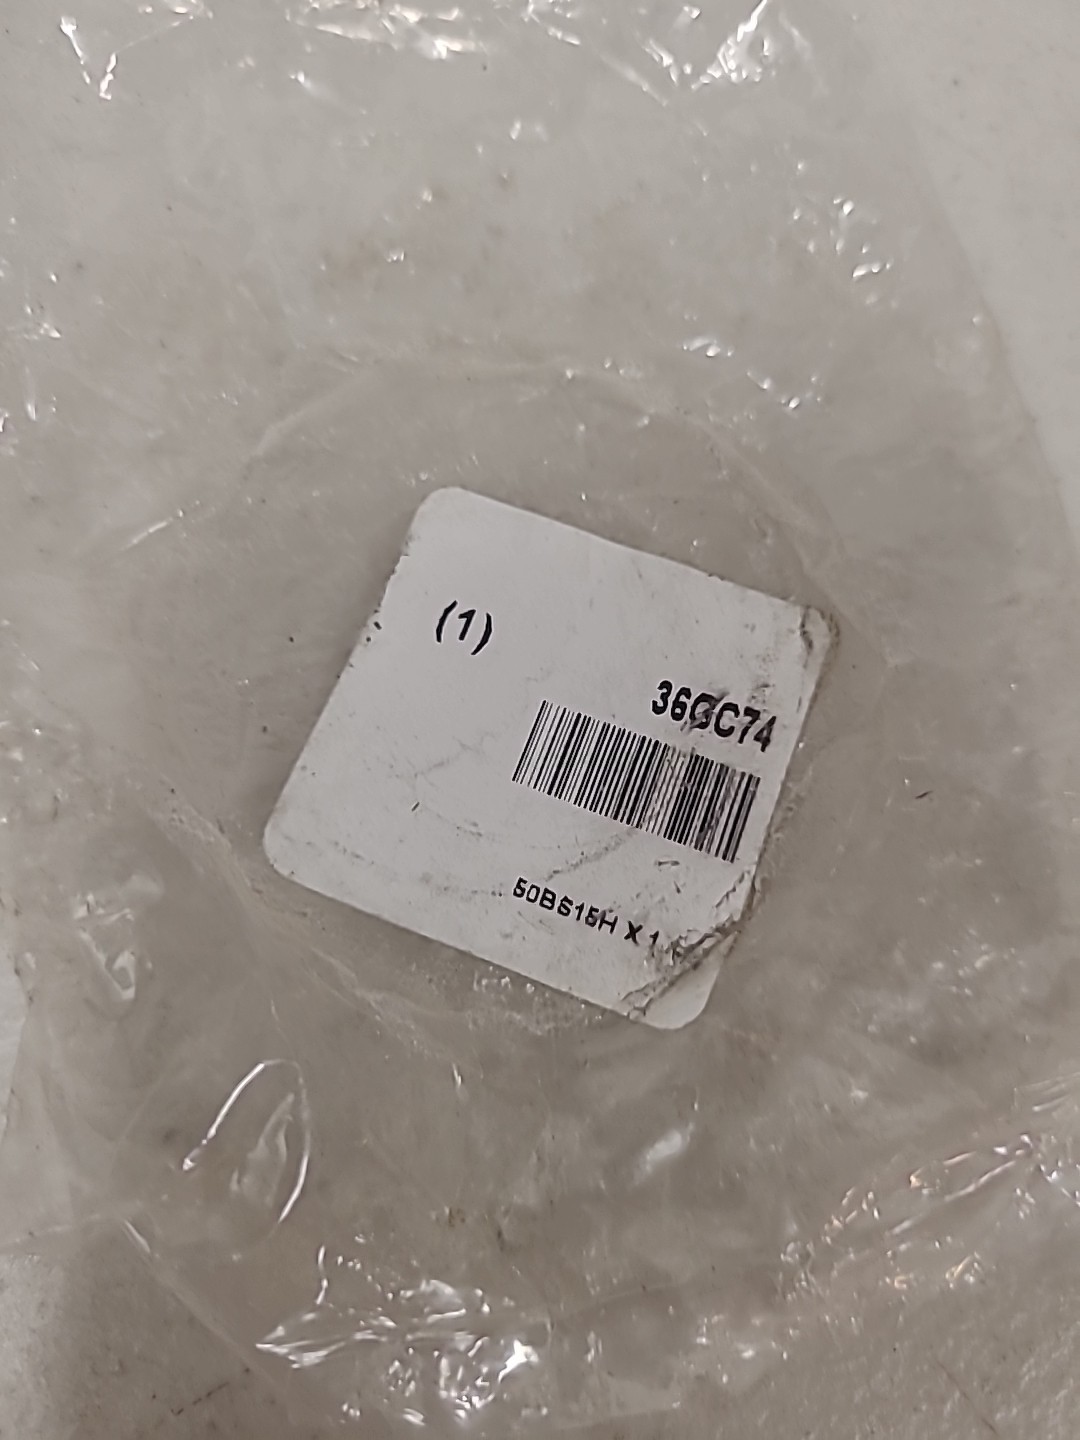 (1)
36GC74
50BS15H X 1